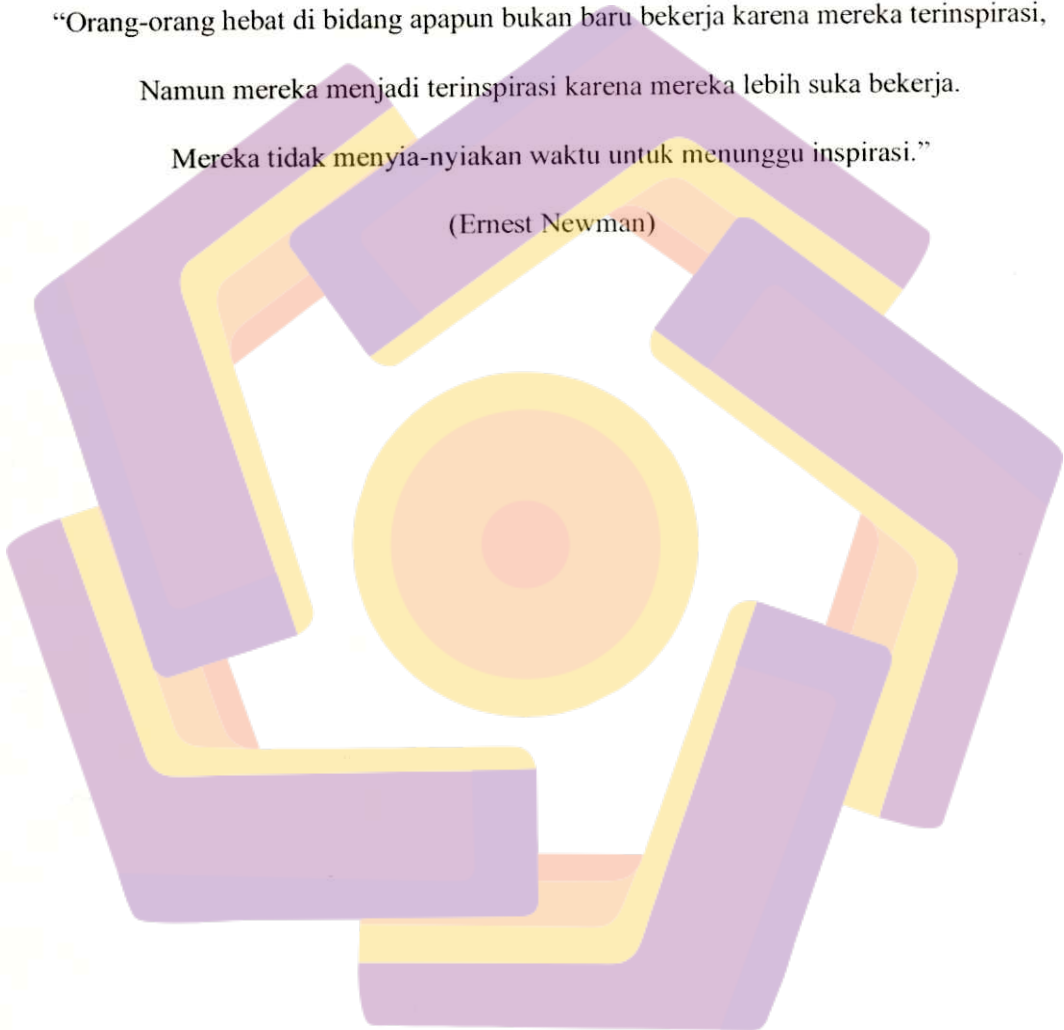 “Orang-orang hebat di bidang apapun bukan baru bekerja karena mereka terinspirasi,
Namun mereka menjadi terinspirasi karena mereka lebih suka bekerja.
Mereka tidak menyia-nyiakan waktu untuk menunggu inspirasi.”
(Ernest Newman)